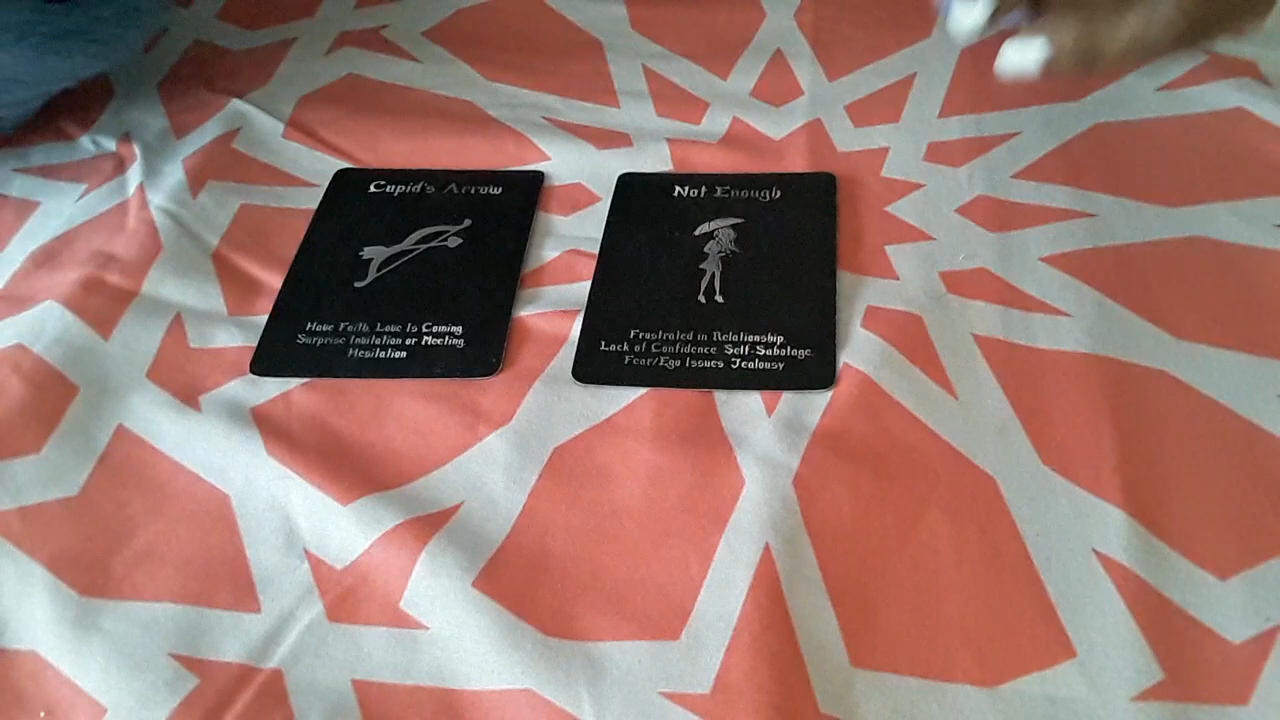 Cupid's Arrow
Have Faith, Love Is Coming
Surprise Invitation or Meeting.
Hesitation
Not Enough
Frustrated in Relationship.
Lack of Confidence Self-Sabotage.
Fear/Ego Issues Jealousy